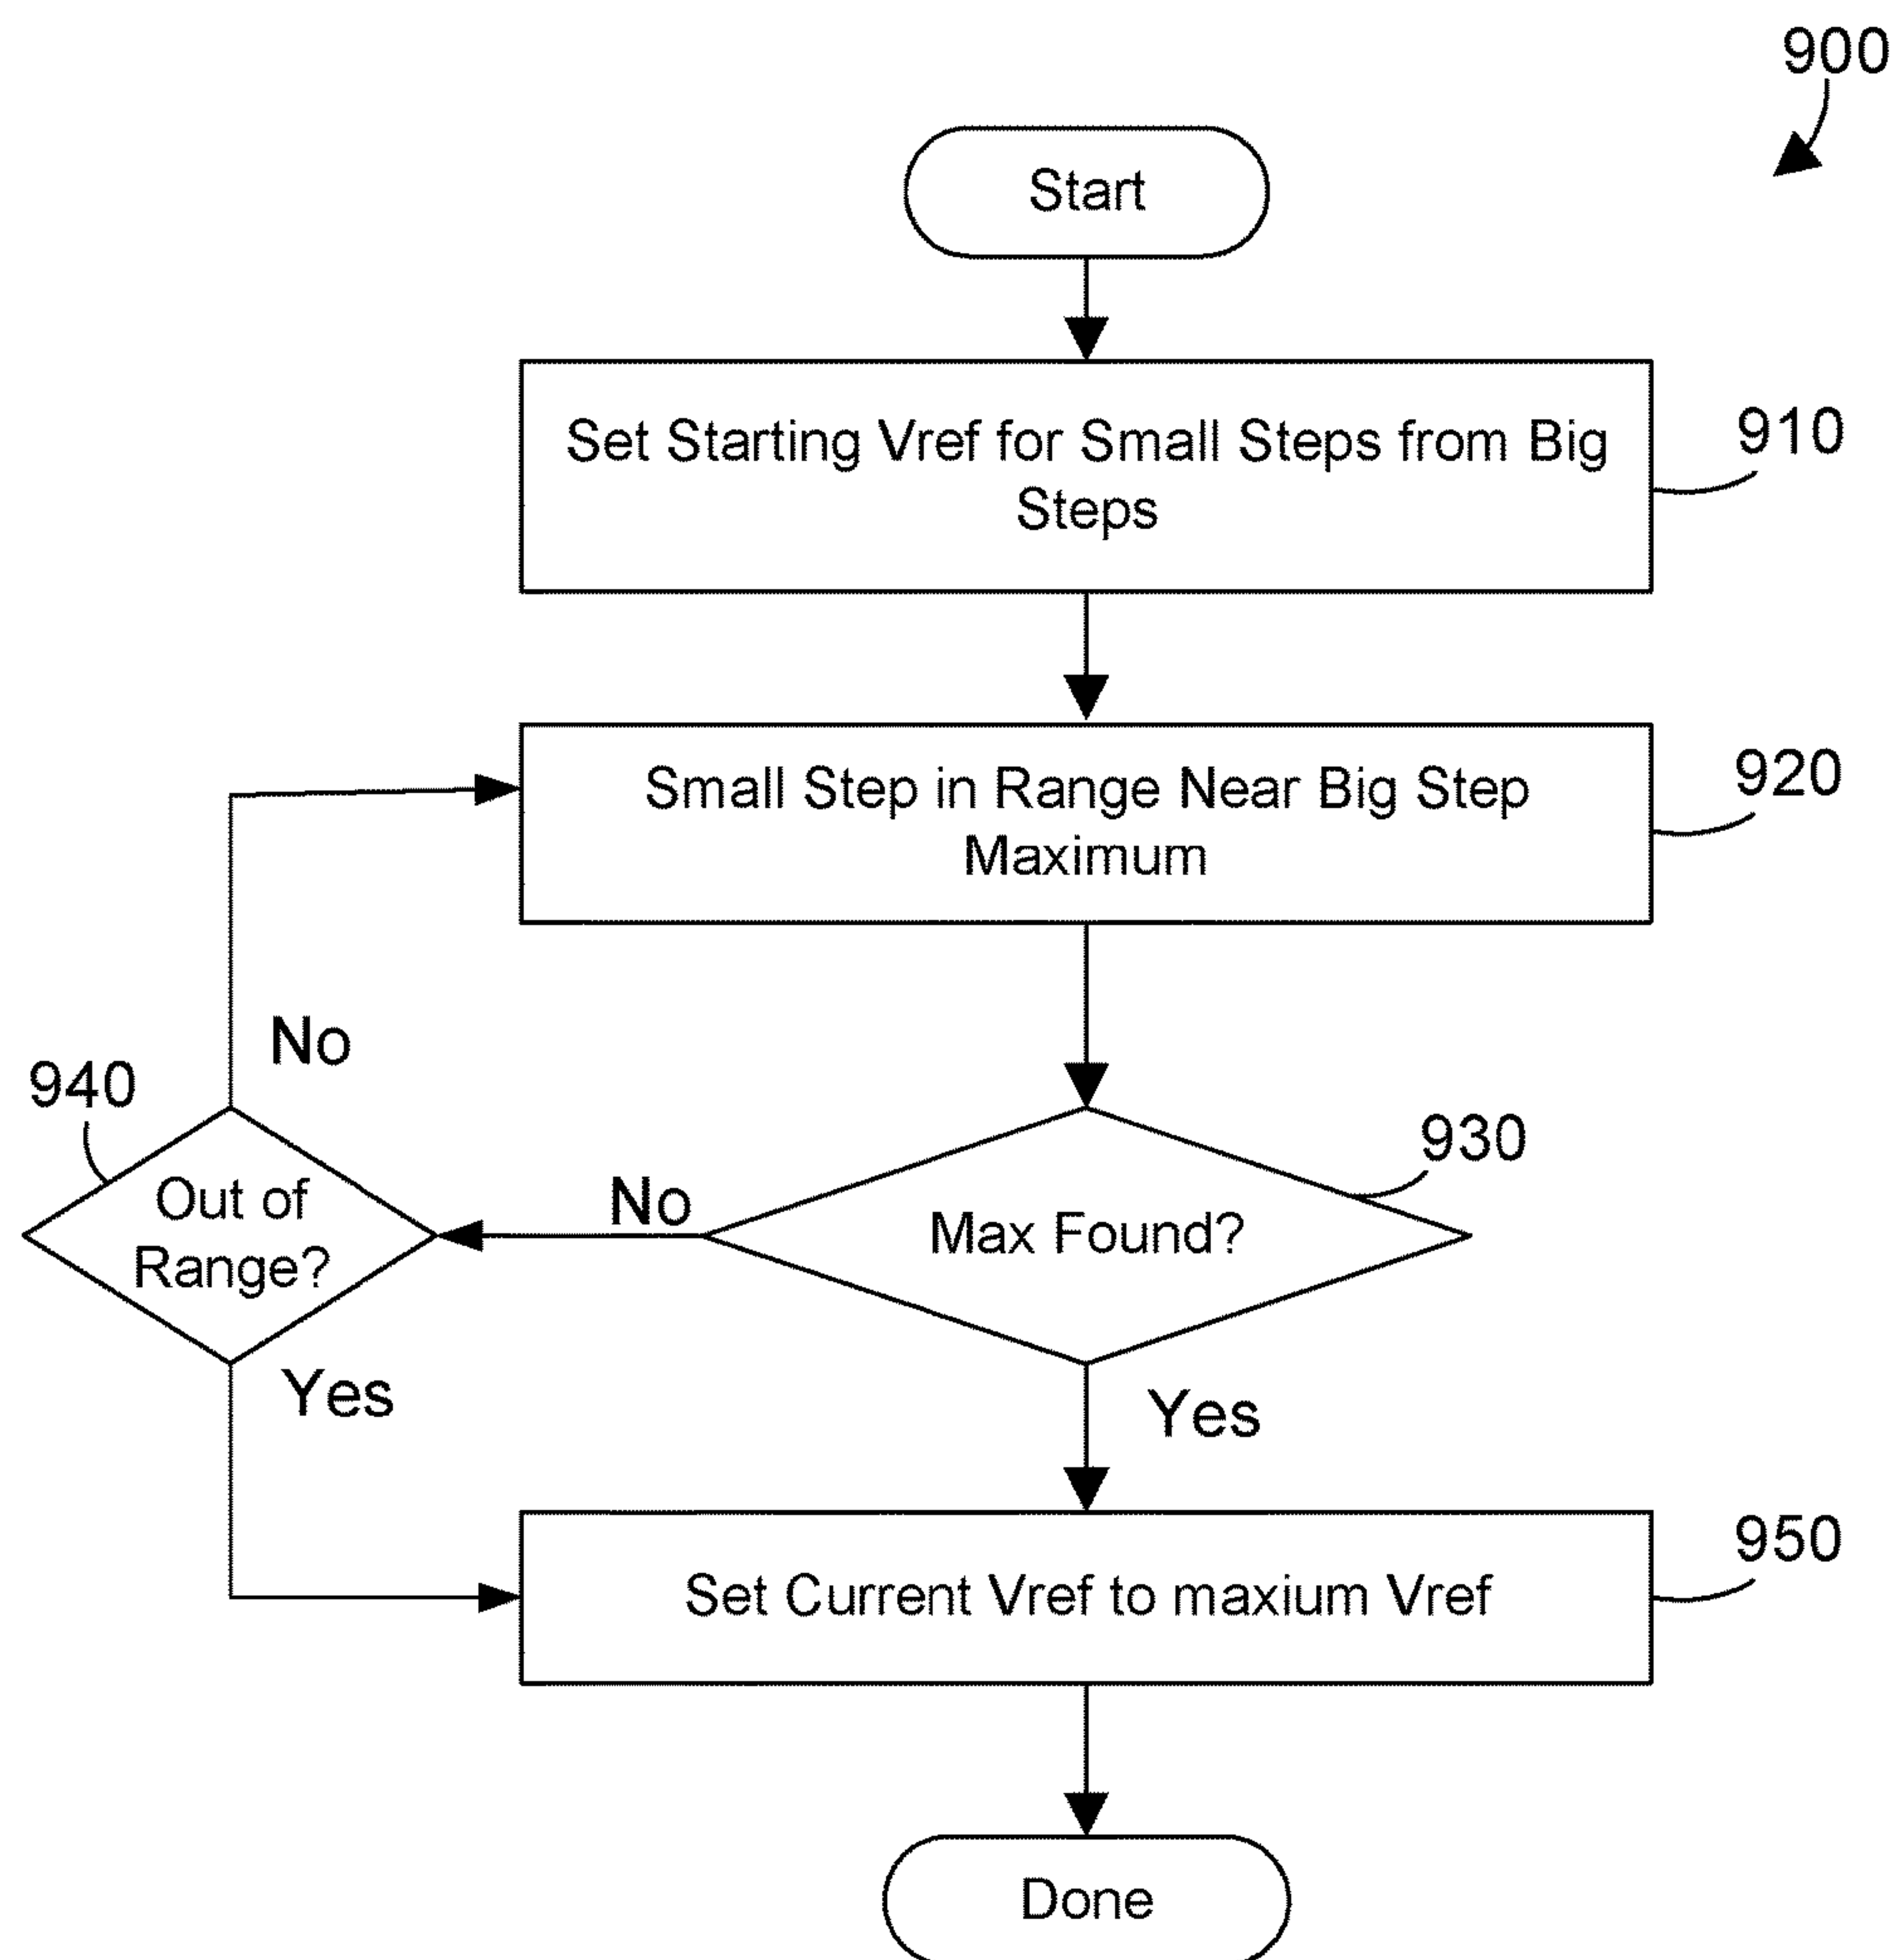 900
Start
Set Starting Vref for Small Steps from Big
Steps
910
Small Step in Range Near Big Step
Maximum
920
No
940
Out of
Range?
No
Max Found?
930
Yes
Yes
Set Current Vref to maxium Vref
950
Done